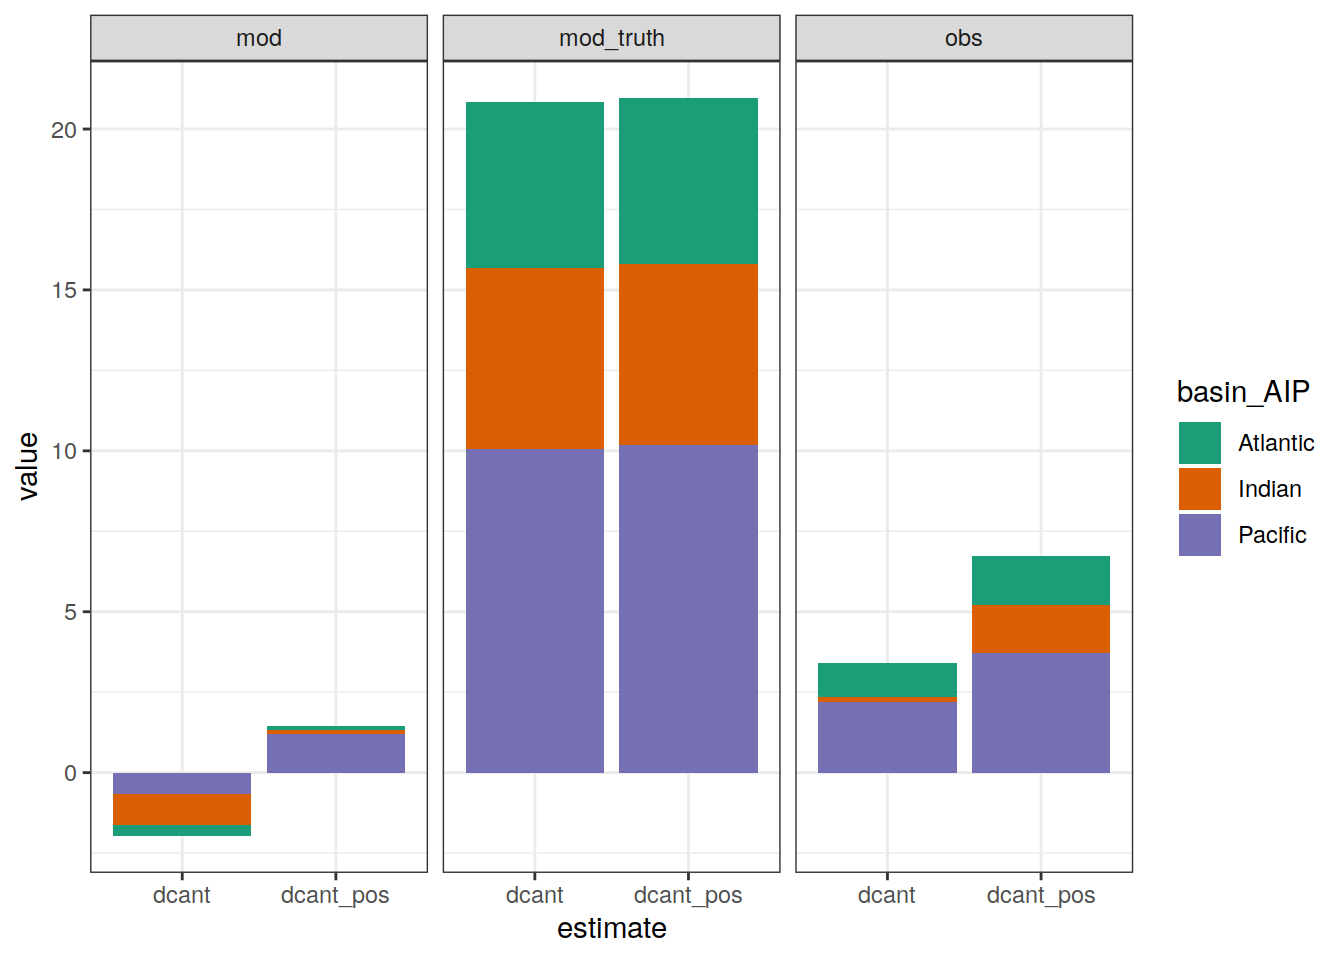 mod
mod_truth
obs
value
20
15
10
5
0
dcant
dcant_pos
dcant
dcant_pos
dcant
dcant_pos
estimate
basin_AIP
Atlantic
Indian
Pacific